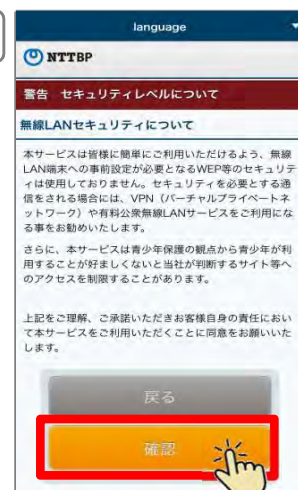 language
NTTBP
警告 セキュリティレベルについて
無線LANセキュリティについて
本サービスは皆様に簡単にご利用いただけるよう、無線
LAN端末への事前設定が必要となるWEP等のセキュリテ
ィは使用しておりません。セキュリティを必要とする通
信をされる場合には、VPN（バーチャルプライベートネ
ットワーク）や有料公衆無線LANサービスをご利用にな
る事をお勧めいたします。
さらに、本サービスは青少年保護の観点から青少年が利
用することが好ましくないと当社が判断するサイト等へ
のアクセスを制限することがあります。
上記をご理解、ご承諾いただきお客様自身の責任におい
て本サービスをご利用いただくことに同意をお願いいた
します。
戻る
確認